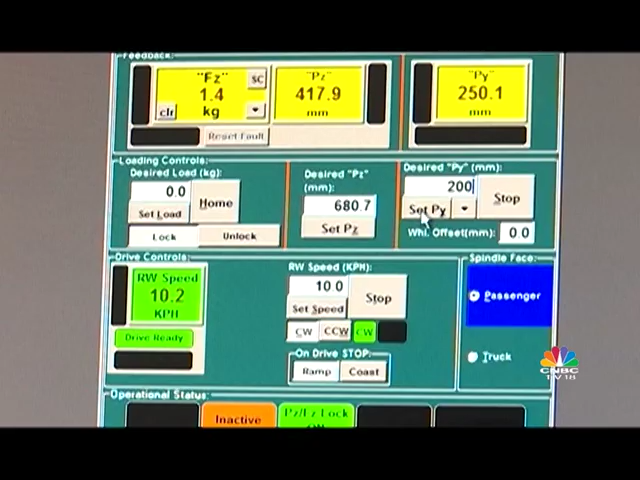 Feedback:
"Fz"
SC
1.4
clr
kg
Reset Fault
"Pz"
417.9
mm
"Py"
250.1
mm
Loading Controls:
Desired Load (kg):
0.0
Set Load
Home
Lock
Unlock
Desired "Pz"
(mm):
680.7
Set Pz
Desired "Py" (mm):
200
Set Py
Stop
Whl. Offset(mm):
0.0
Drive Controls:
RW Speed
10.2
KPH
Drive Ready
RW Speed (KPH):
10.0
Set Speed
Stop
CW
CCW
CW
On Drive STOP:
Ramp
Coast
Spindle Face:
Passenger
Truck
CNBC
TV 18
Operational Status:
Inactive
Pz/Fz Lock